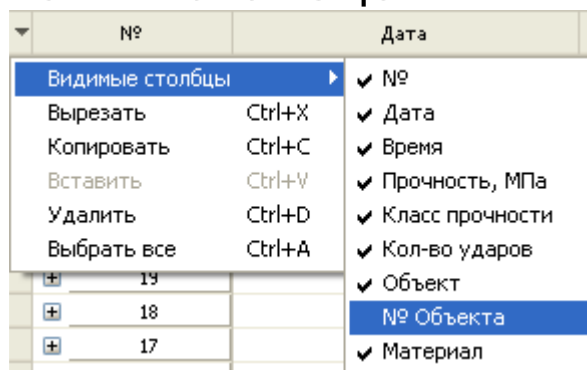 № Дата
Видимые столбцы
Вырезать Ctrl+X
Копировать Ctrl+C
Вставить Ctrl+V
Удалить Ctrl+D
Выбрать все Ctrl+A
№
Дата
Время
Прочность, МПа
Класс прочности
Кол-во ударов
Объект
№ Объекта
Материал
19
18
17